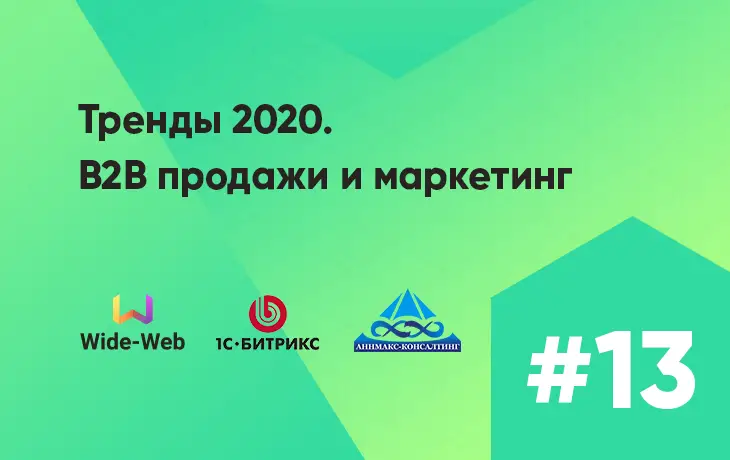 Тренды 2020.
B2B продажи и маркетинг
Wide-Web
1С-БИТРИКС
АНИМАКС-КОНСАЛТИНГ
#13